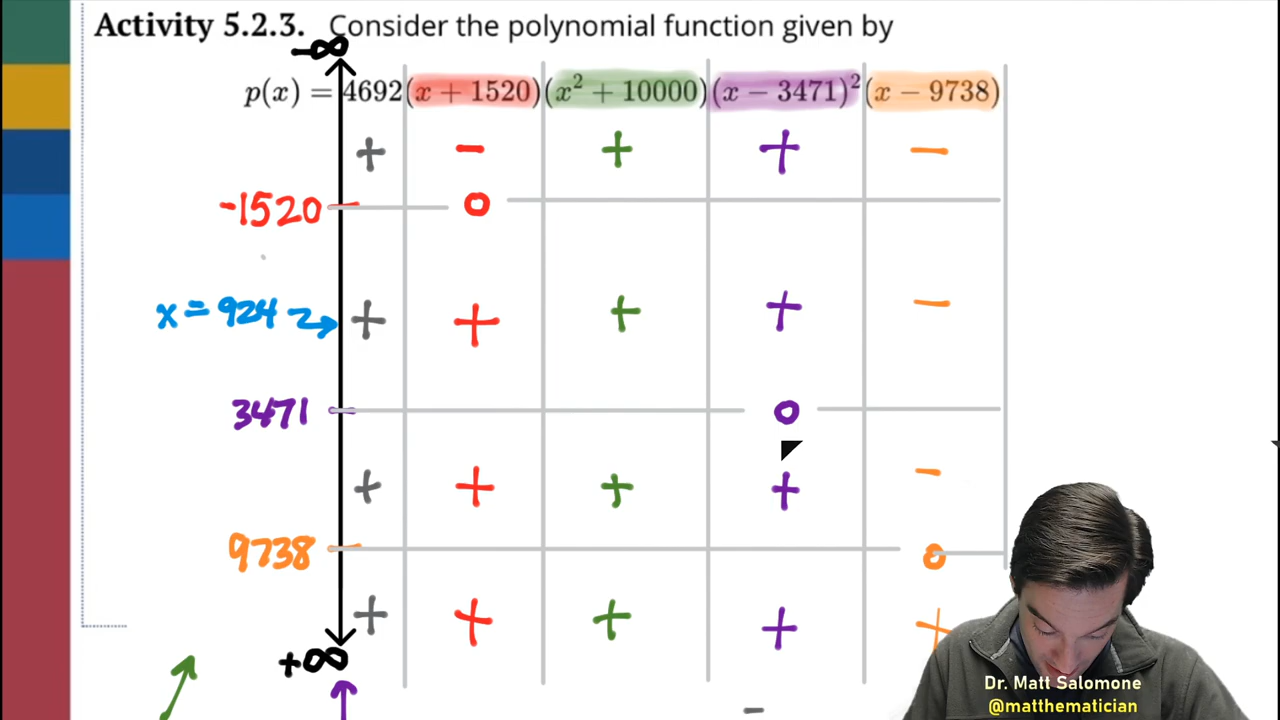 Activity 5.2.3. Consider the polynomial function given by
-∞
p(x) = 4692(x + 1520)(x² + 10000)(x − 3471)²(x − 9738)
+ − + + −
-1520 0
x = 9242 + + + + −
3471 0
+ + + + −
9738 0
+ + + + +
+∞
−
Dr. Matt Salomone
@matthematician